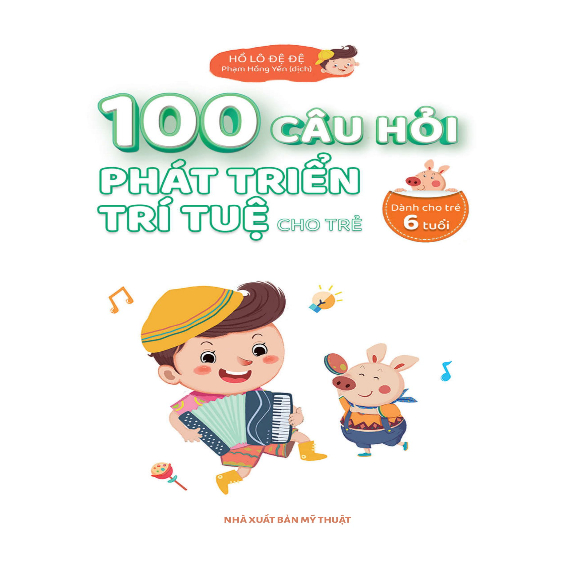 HỒ LÔ ĐỆ ĐỆ
Phạm Hồng Yến (dịch)
100 CÂU HỎI
PHÁT TRIỂN
TRÍ TUỆ CHO TRẺ
Dành cho trẻ
6 tuổi
NHÀ XUẤT BẢN MỸ THUẬT